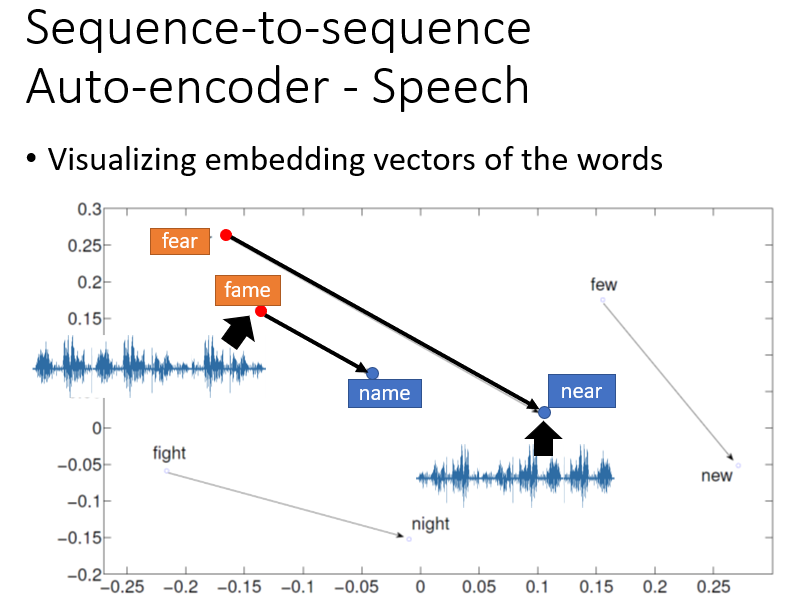 Sequence-to-sequence
Auto-encoder - Speech
• Visualizing embedding vectors of the words
0.3
0.25
0.2
0.15
0
−0.05
−0.1
−0.15
−0.2
fear
fame
name
near
few
new
fight
night
−0.25
−0.2
−0.15
−0.1
−0.05
0
0.05
0.1
0.15
0.2
0.25